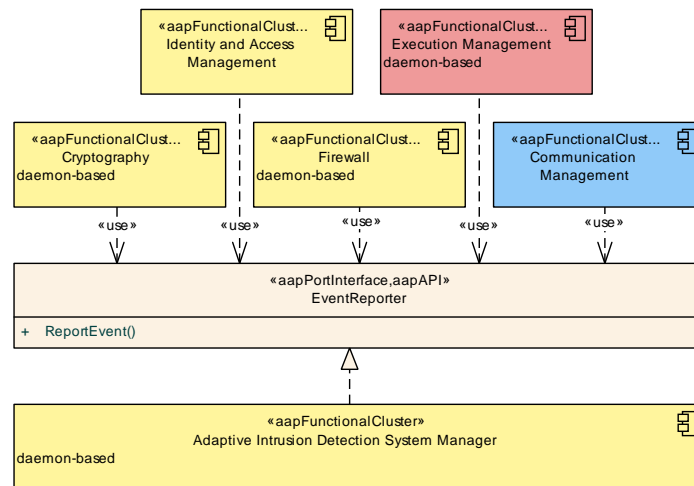 «aapFunctionalClust...
Identity and Access
Management
«aapFunctionalClust...
Execution Management
daemon-based
«aapFunctionalClust...
Cryptography
daemon-based
«aapFunctionalClust...
Firewall
daemon-based
«aapFunctionalClust...
Communication
Management
«use»
«use»
«use»
«use»
«use»
«aapPortInterface,aapAPI»
EventReporter
+ ReportEvent()
«aapFunctionalCluster»
Adaptive Intrusion Detection System Manager
daemon-based